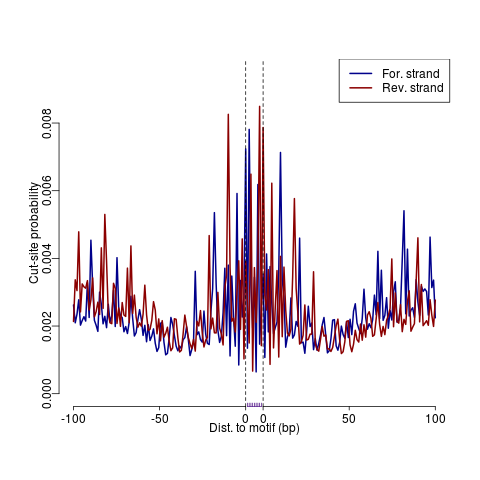 For. strand
Rev. strand
Cut-site probability
0.000
0.002
0.004
0.006
0.008
-100
-50
0
0
50
100
Dist. to motif (bp)